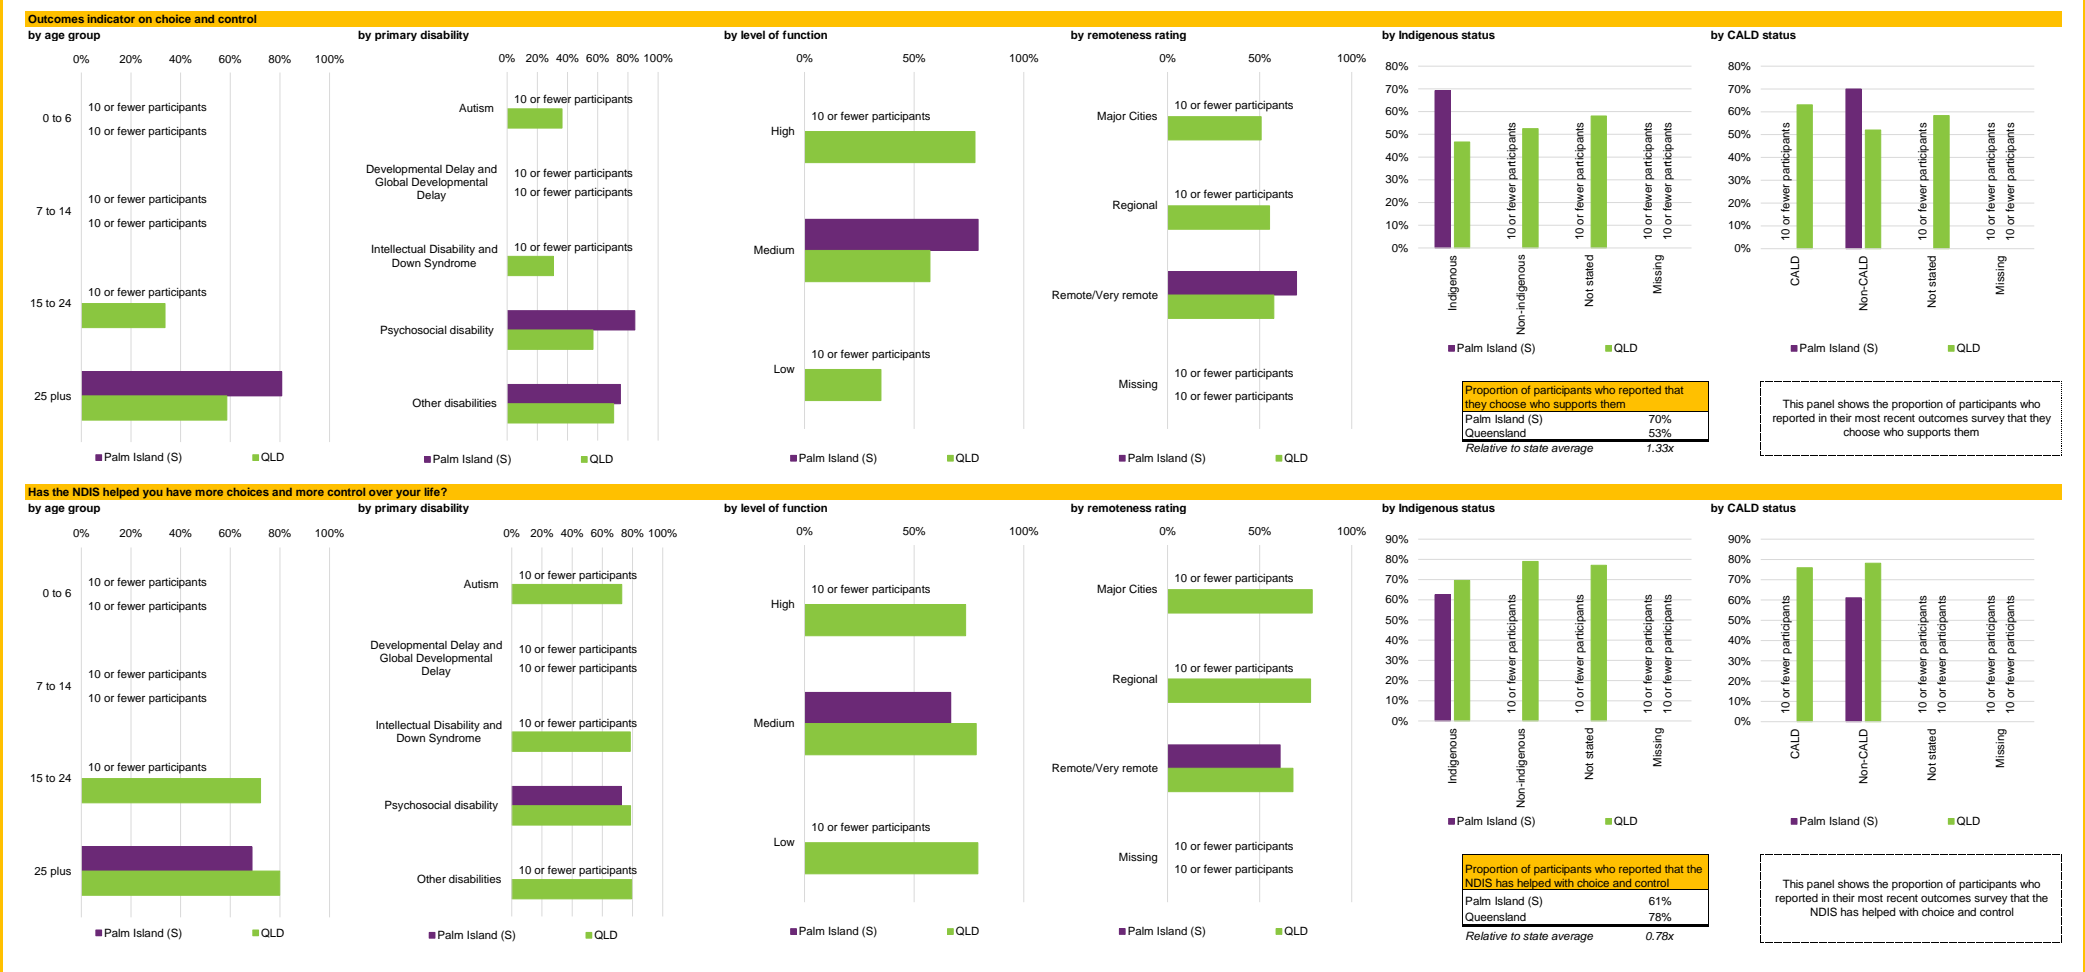 Outcomes indicator on choice and control
by age group
0% 20% 40% 60% 80% 100%
0 to 6
10 or fewer participants
10 or fewer participants
7 to 14
10 or fewer participants
10 or fewer participants
15 to 24
10 or fewer participants
25 plus
Palm Island (S) QLD
by primary disability
0% 20% 40% 60% 80% 100%
Autism
10 or fewer participants
Developmental Delay and
Global Developmental
Delay
10 or fewer participants
10 or fewer participants
Intellectual Disability and
Down Syndrome
10 or fewer participants
Psychosocial disability
Other disabilities
Palm Island (S) QLD
by level of function
0% 50% 100%
High
10 or fewer participants
Medium
Low
10 or fewer participants
Palm Island (S) QLD
by remoteness rating
0% 50% 100%
Major Cities
10 or fewer participants
Regional
10 or fewer participants
Remote/Very remote
Missing
10 or fewer participants
10 or fewer participants
Palm Island (S) QLD
by Indigenous status
80%
70%
60%
50%
40%
30%
20%
10%
0%
10 or fewer participants
10 or fewer participants
10 or fewer participants
10 or fewer participants
Indigenous
Non-indigenous
Not stated
Missing
Palm Island (S) QLD
Proportion of participants who reported that
they choose who supports them
Palm Island (S) 70%
Queensland 53%
Relative to state average 1.33x
by CALD status
80%
70%
60%
50%
40%
30%
20%
10%
0%
10 or fewer participants
10 or fewer participants
10 or fewer participants
10 or fewer participants
CALD
Non-CALD
Not stated
Missing
Palm Island (S) QLD
This panel shows the proportion of participants who
reported in their most recent outcomes survey that they
choose who supports them
Has the NDIS helped you have more choices and more control over your life?
by age group
0% 20% 40% 60% 80% 100%
0 to 6
10 or fewer participants
10 or fewer participants
7 to 14
10 or fewer participants
10 or fewer participants
15 to 24
10 or fewer participants
25 plus
Palm Island (S) QLD
by primary disability
0% 20% 40% 60% 80% 100%
Autism
10 or fewer participants
Developmental Delay and
Global Developmental
Delay
10 or fewer participants
10 or fewer participants
Intellectual Disability and
Down Syndrome
10 or fewer participants
Psychosocial disability
Other disabilities
10 or fewer participants
Palm Island (S) QLD
by level of function
0% 50% 100%
High
10 or fewer participants
Medium
Low
10 or fewer participants
Palm Island (S) QLD
by remoteness rating
0% 50% 100%
Major Cities
10 or fewer participants
Regional
10 or fewer participants
Remote/Very remote
Missing
10 or fewer participants
10 or fewer participants
Palm Island (S) QLD
by Indigenous status
90%
80%
70%
60%
50%
40%
30%
20%
10%
0%
10 or fewer participants
10 or fewer participants
10 or fewer participants
10 or fewer participants
Indigenous
Non-indigenous
Not stated
Missing
Palm Island (S) QLD
Proportion of participants who reported that the
NDIS has helped with choice and control
Palm Island (S) 61%
Queensland 78%
Relative to state average 0.78x
by CALD status
90%
80%
70%
60%
50%
40%
30%
20%
10%
0%
10 or fewer participants
10 or fewer participants
10 or fewer participants
10 or fewer participants
10 or fewer participants
CALD
Non-CALD
Not stated
Missing
Palm Island (S) QLD
This panel shows the proportion of participants who
reported in their most recent outcomes survey that the
NDIS has helped with choice and control